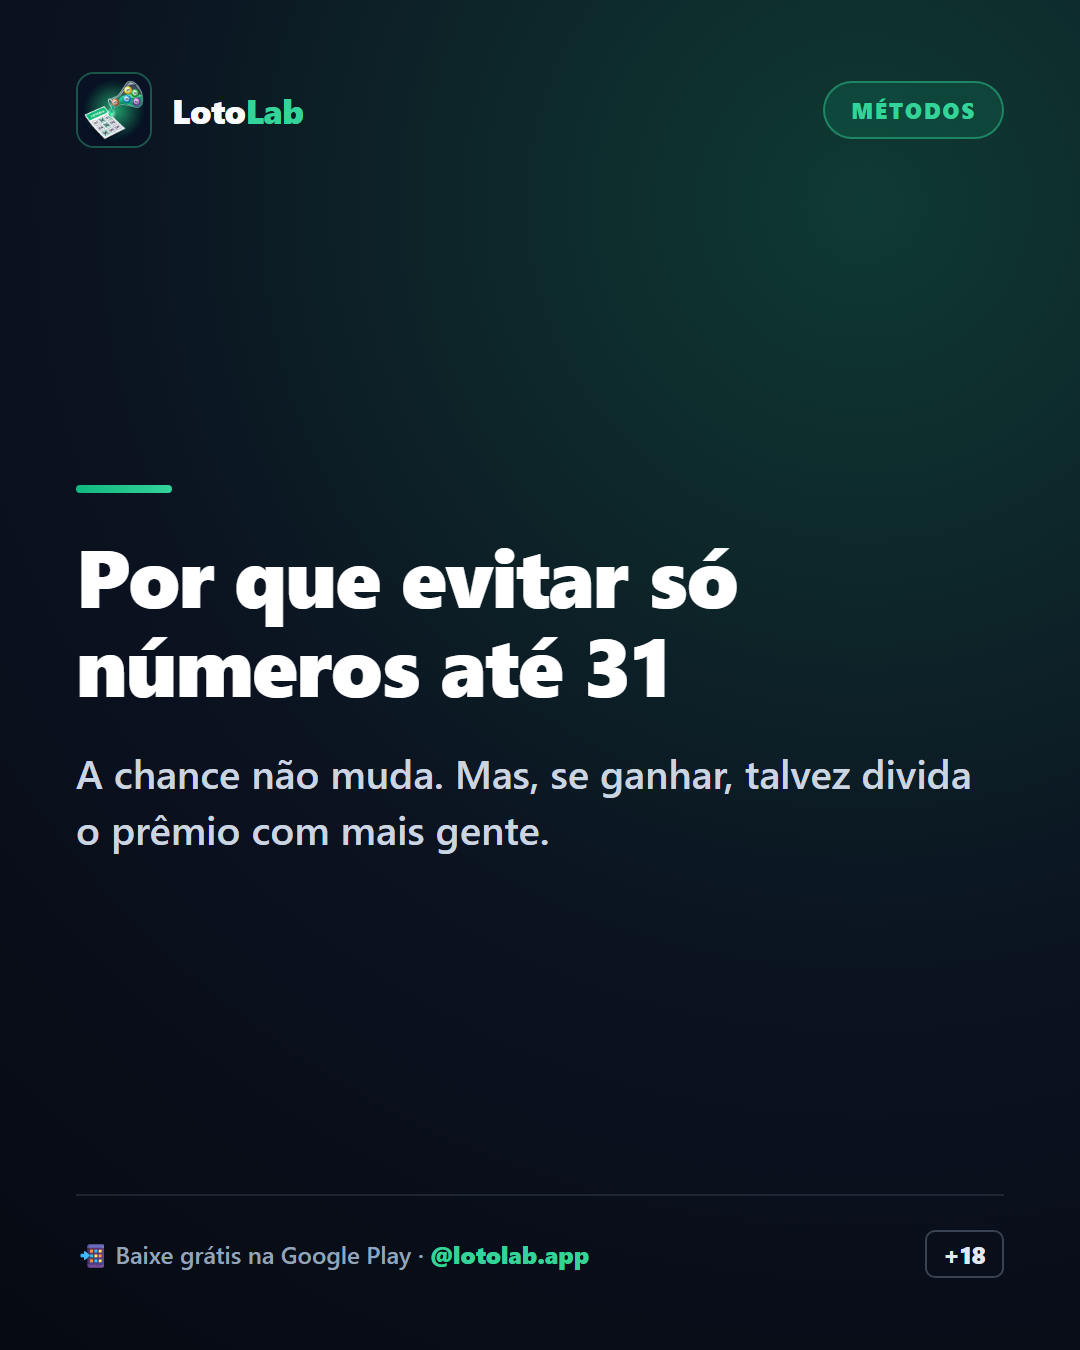 LotoLab
MÉTODOS
Por que evitar só
números até 31
A chance não muda. Mas, se ganhar, talvez divida
o prêmio com mais gente.
Baixe grátis na Google Play · @lotolab.app
+18